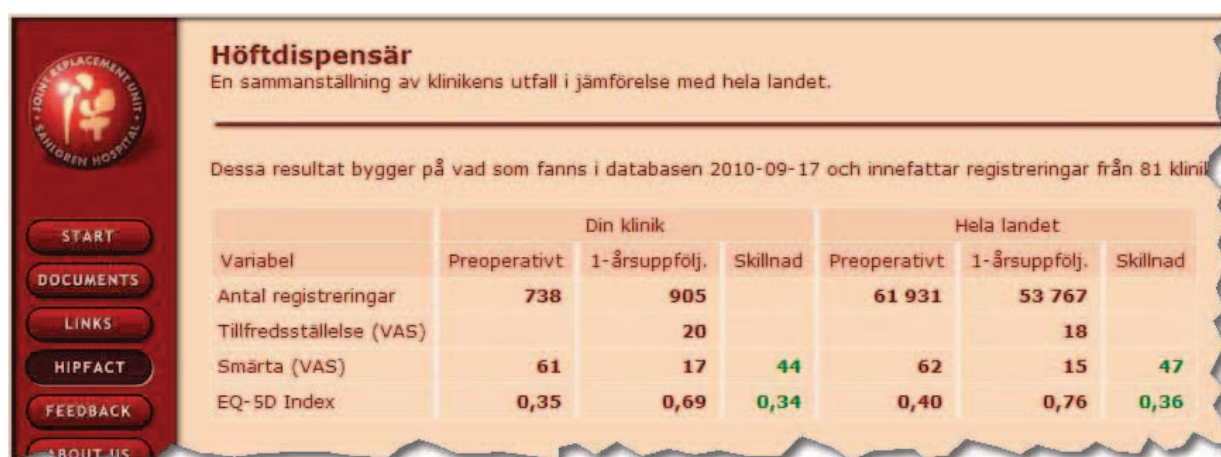 JOINT REPLACEMENT UNIT • SAHLGREN HOSPITAL •
START
DOCUMENTS
LINKS
HIPFACT
FEEDBACK
ABOUT US
Höftdispensär
En sammanställning av klinikens utfall i jämförelse med hela landet.
Dessa resultat bygger på vad som fanns i databasen 2010-09-17 och innefattar registreringar från 81 klinik
Din klinik Hela landet
Variabel Preoperativt 1-årsuppfölj. Skillnad Preoperativt 1-årsuppfölj. Skillnad
Antal registreringar 738 905 61 931 53 767
Tillfredsställelse (VAS) 20 18
Smärta (VAS) 61 17 44 62 15 47
EQ-5D Index 0,35 0,69 0,34 0,40 0,76 0,36